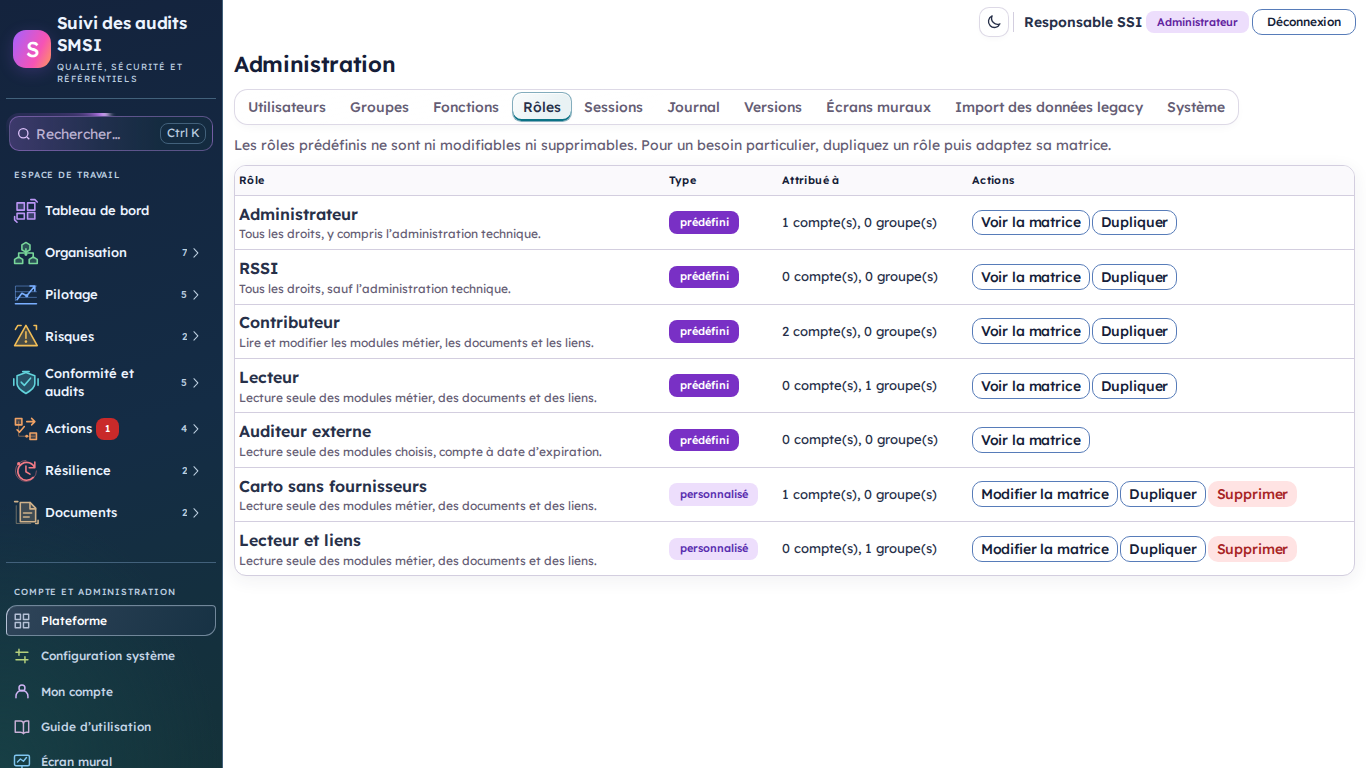 S
Suivi des audits
SMSI
QUALITÉ, SÉCURITÉ ET
RÉFÉRENTIELS
Rechercher… Ctrl K
ESPACE DE TRAVAIL
Tableau de bord
Organisation 7
Pilotage 5
Risques 2
Conformité et
audits 5
Actions 1 4
Résilience 2
Documents 2
COMPTE ET ADMINISTRATION
Plateforme
Configuration système
Mon compte
Guide d’utilisation
Écran mural
Responsable SSI Administrateur Déconnexion
Administration
Utilisateurs Groupes Fonctions Rôles Sessions Journal Versions Écrans muraux Import des données legacy Système
Les rôles prédéfinis ne sont ni modifiables ni supprimables. Pour un besoin particulier, dupliquez un rôle puis adaptez sa matrice.
Rôle Type Attribué à Actions
Administrateur
Tous les droits, y compris l’administration technique.
prédéfini 1 compte(s), 0 groupe(s) Voir la matrice Dupliquer
RSSI
Tous les droits, sauf l’administration technique.
prédéfini 0 compte(s), 0 groupe(s) Voir la matrice Dupliquer
Contributeur
Lire et modifier les modules métier, les documents et les liens.
prédéfini 2 compte(s), 0 groupe(s) Voir la matrice Dupliquer
Lecteur
Lecture seule des modules métier, des documents et des liens.
prédéfini 0 compte(s), 1 groupe(s) Voir la matrice Dupliquer
Auditeur externe
Lecture seule des modules choisis, compte à date d’expiration.
prédéfini 0 compte(s), 0 groupe(s) Voir la matrice
Carto sans fournisseurs
Lecture seule des modules métier, des documents et des liens.
personnalisé 1 compte(s), 0 groupe(s) Modifier la matrice Dupliquer Supprimer
Lecteur et liens
Lecture seule des modules métier, des documents et des liens.
personnalisé 0 compte(s), 1 groupe(s) Modifier la matrice Dupliquer Supprimer